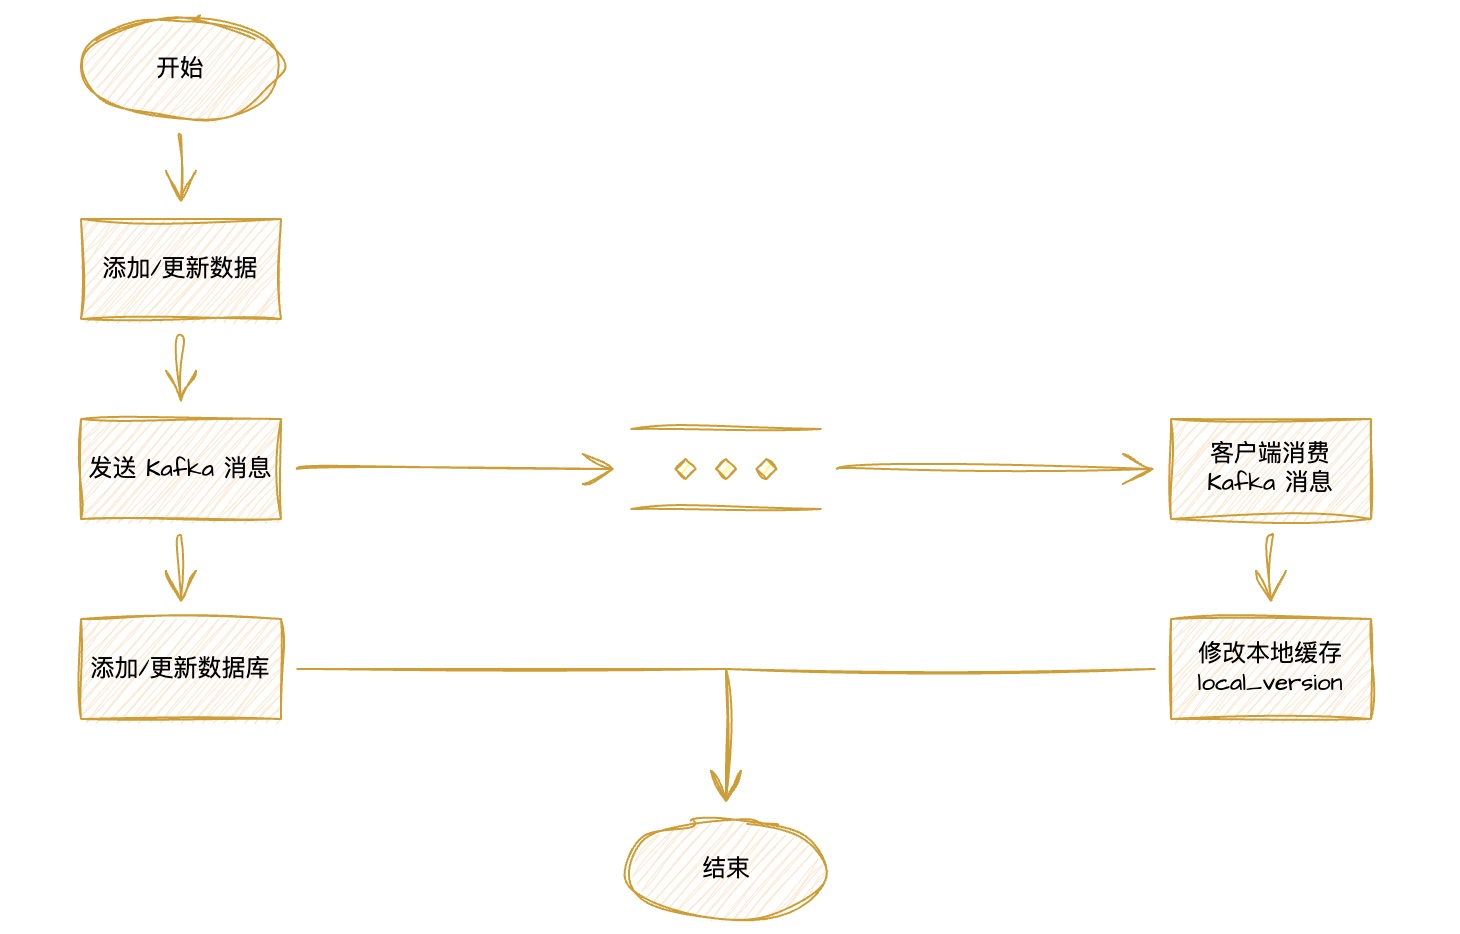 开始
添加/更新数据
发送 Kafka 消息
客户端消费
Kafka 消息
添加/更新数据库
修改本地缓存
local_version
结束